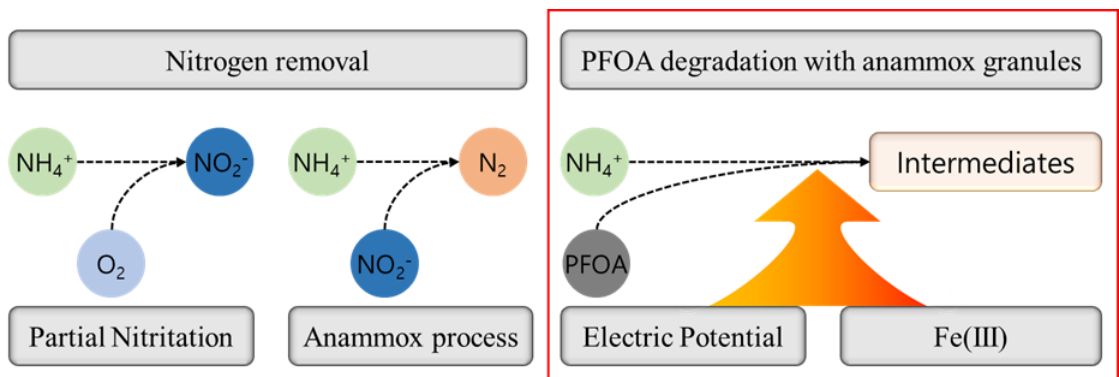 Nitrogen removal
NH₄⁺
NO₂⁻
O₂
Partial Nitritation
NH₄⁺
N₂
NO₂⁻
Anammox process
PFOA degradation with anammox granules
NH₄⁺
Intermediates
PFOA
Electric Potential
Fe(III)